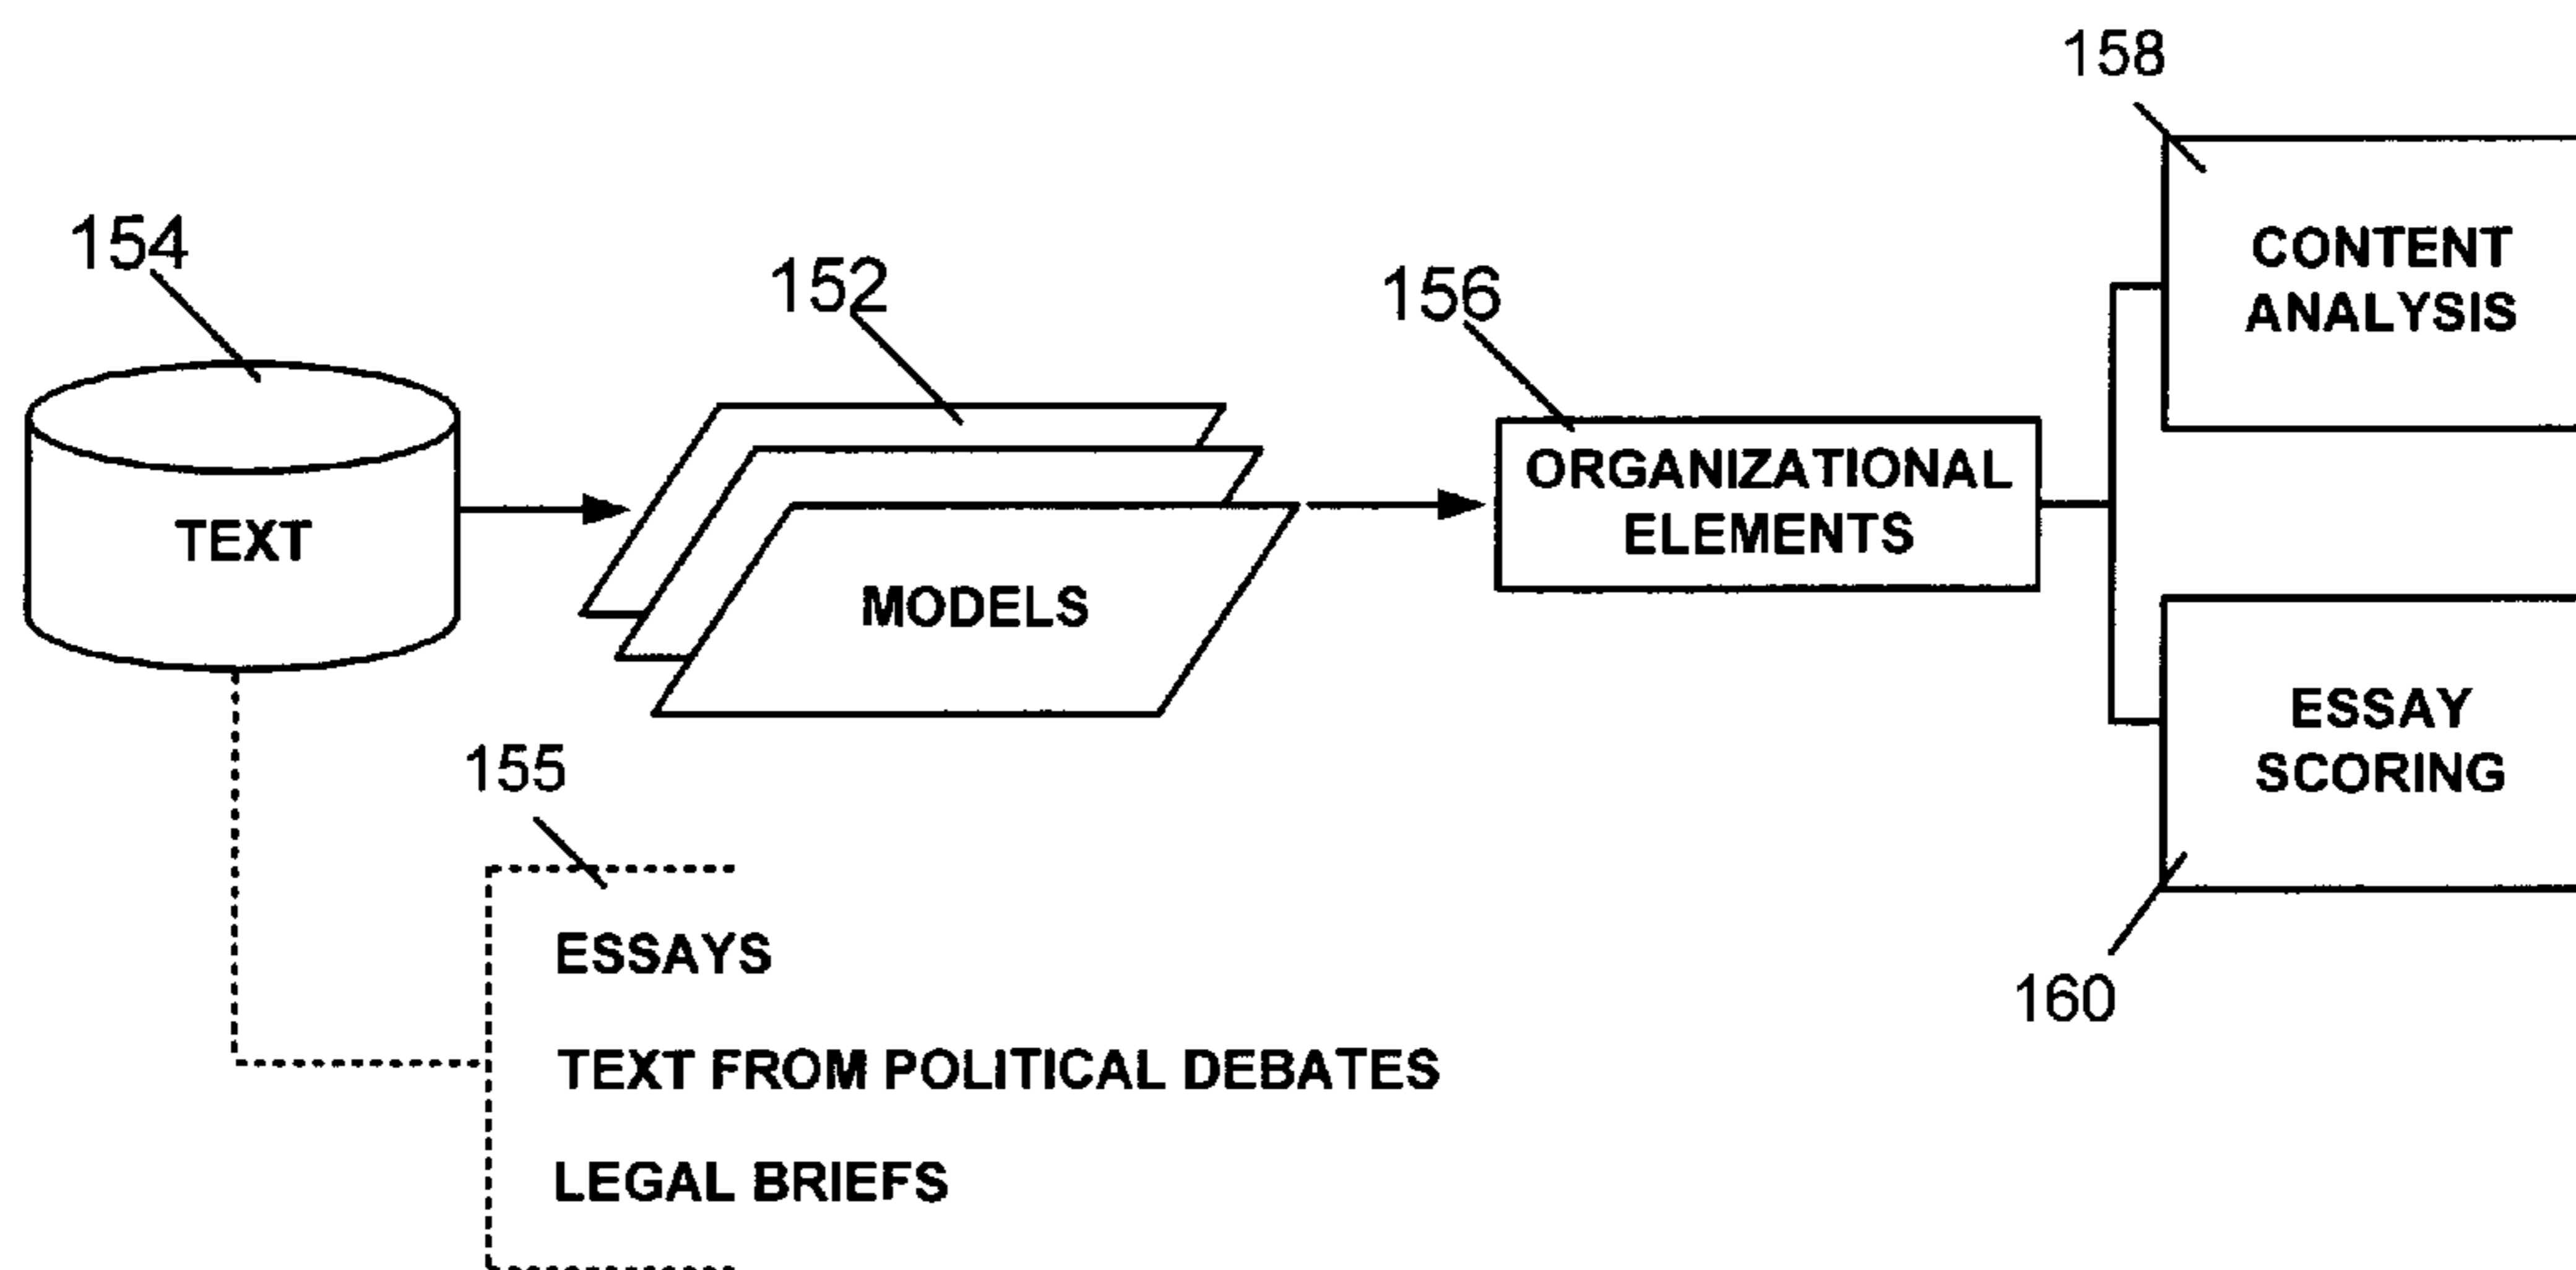 158
154
152
156
CONTENT
ANALYSIS
TEXT
MODELS
ORGANIZATIONAL
ELEMENTS
ESSAY
SCORING
155
160
ESSAYS
TEXT FROM POLITICAL DEBATES
LEGAL BRIEFS